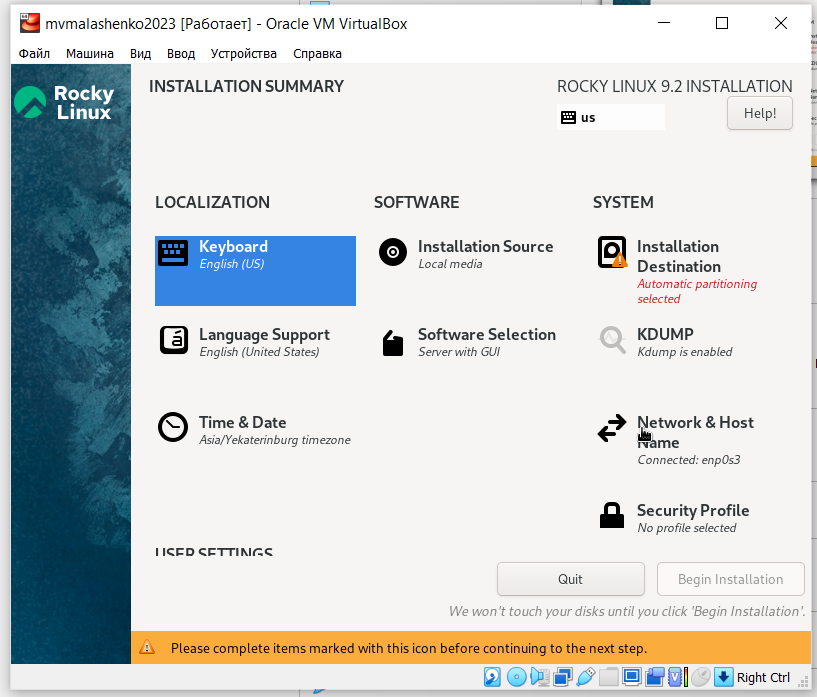 mvmalashenko2023 [Работает] - Oracle VM VirtualBox
Файл Машина Вид Ввод Устройства Справка
Rocky
Linux
INSTALLATION SUMMARY
ROCKY LINUX 9.2 INSTALLATION
us
Help!
LOCALIZATION
Keyboard
English (US)
Language Support
English (United States)
Time & Date
Asia/Yekaterinburg timezone
SOFTWARE
Installation Source
Local media
Software Selection
Server with GUI
SYSTEM
Installation
Destination
Automatic partitioning
selected
KDUMP
Kdump is enabled
Network & Host
Name
Connected: enp0s3
Security Profile
No profile selected
USER SETTINGS
Quit
Begin Installation
We won't touch your disks until you click 'Begin Installation'.
Please complete items marked with this icon before continuing to the next step.
Right Ctrl